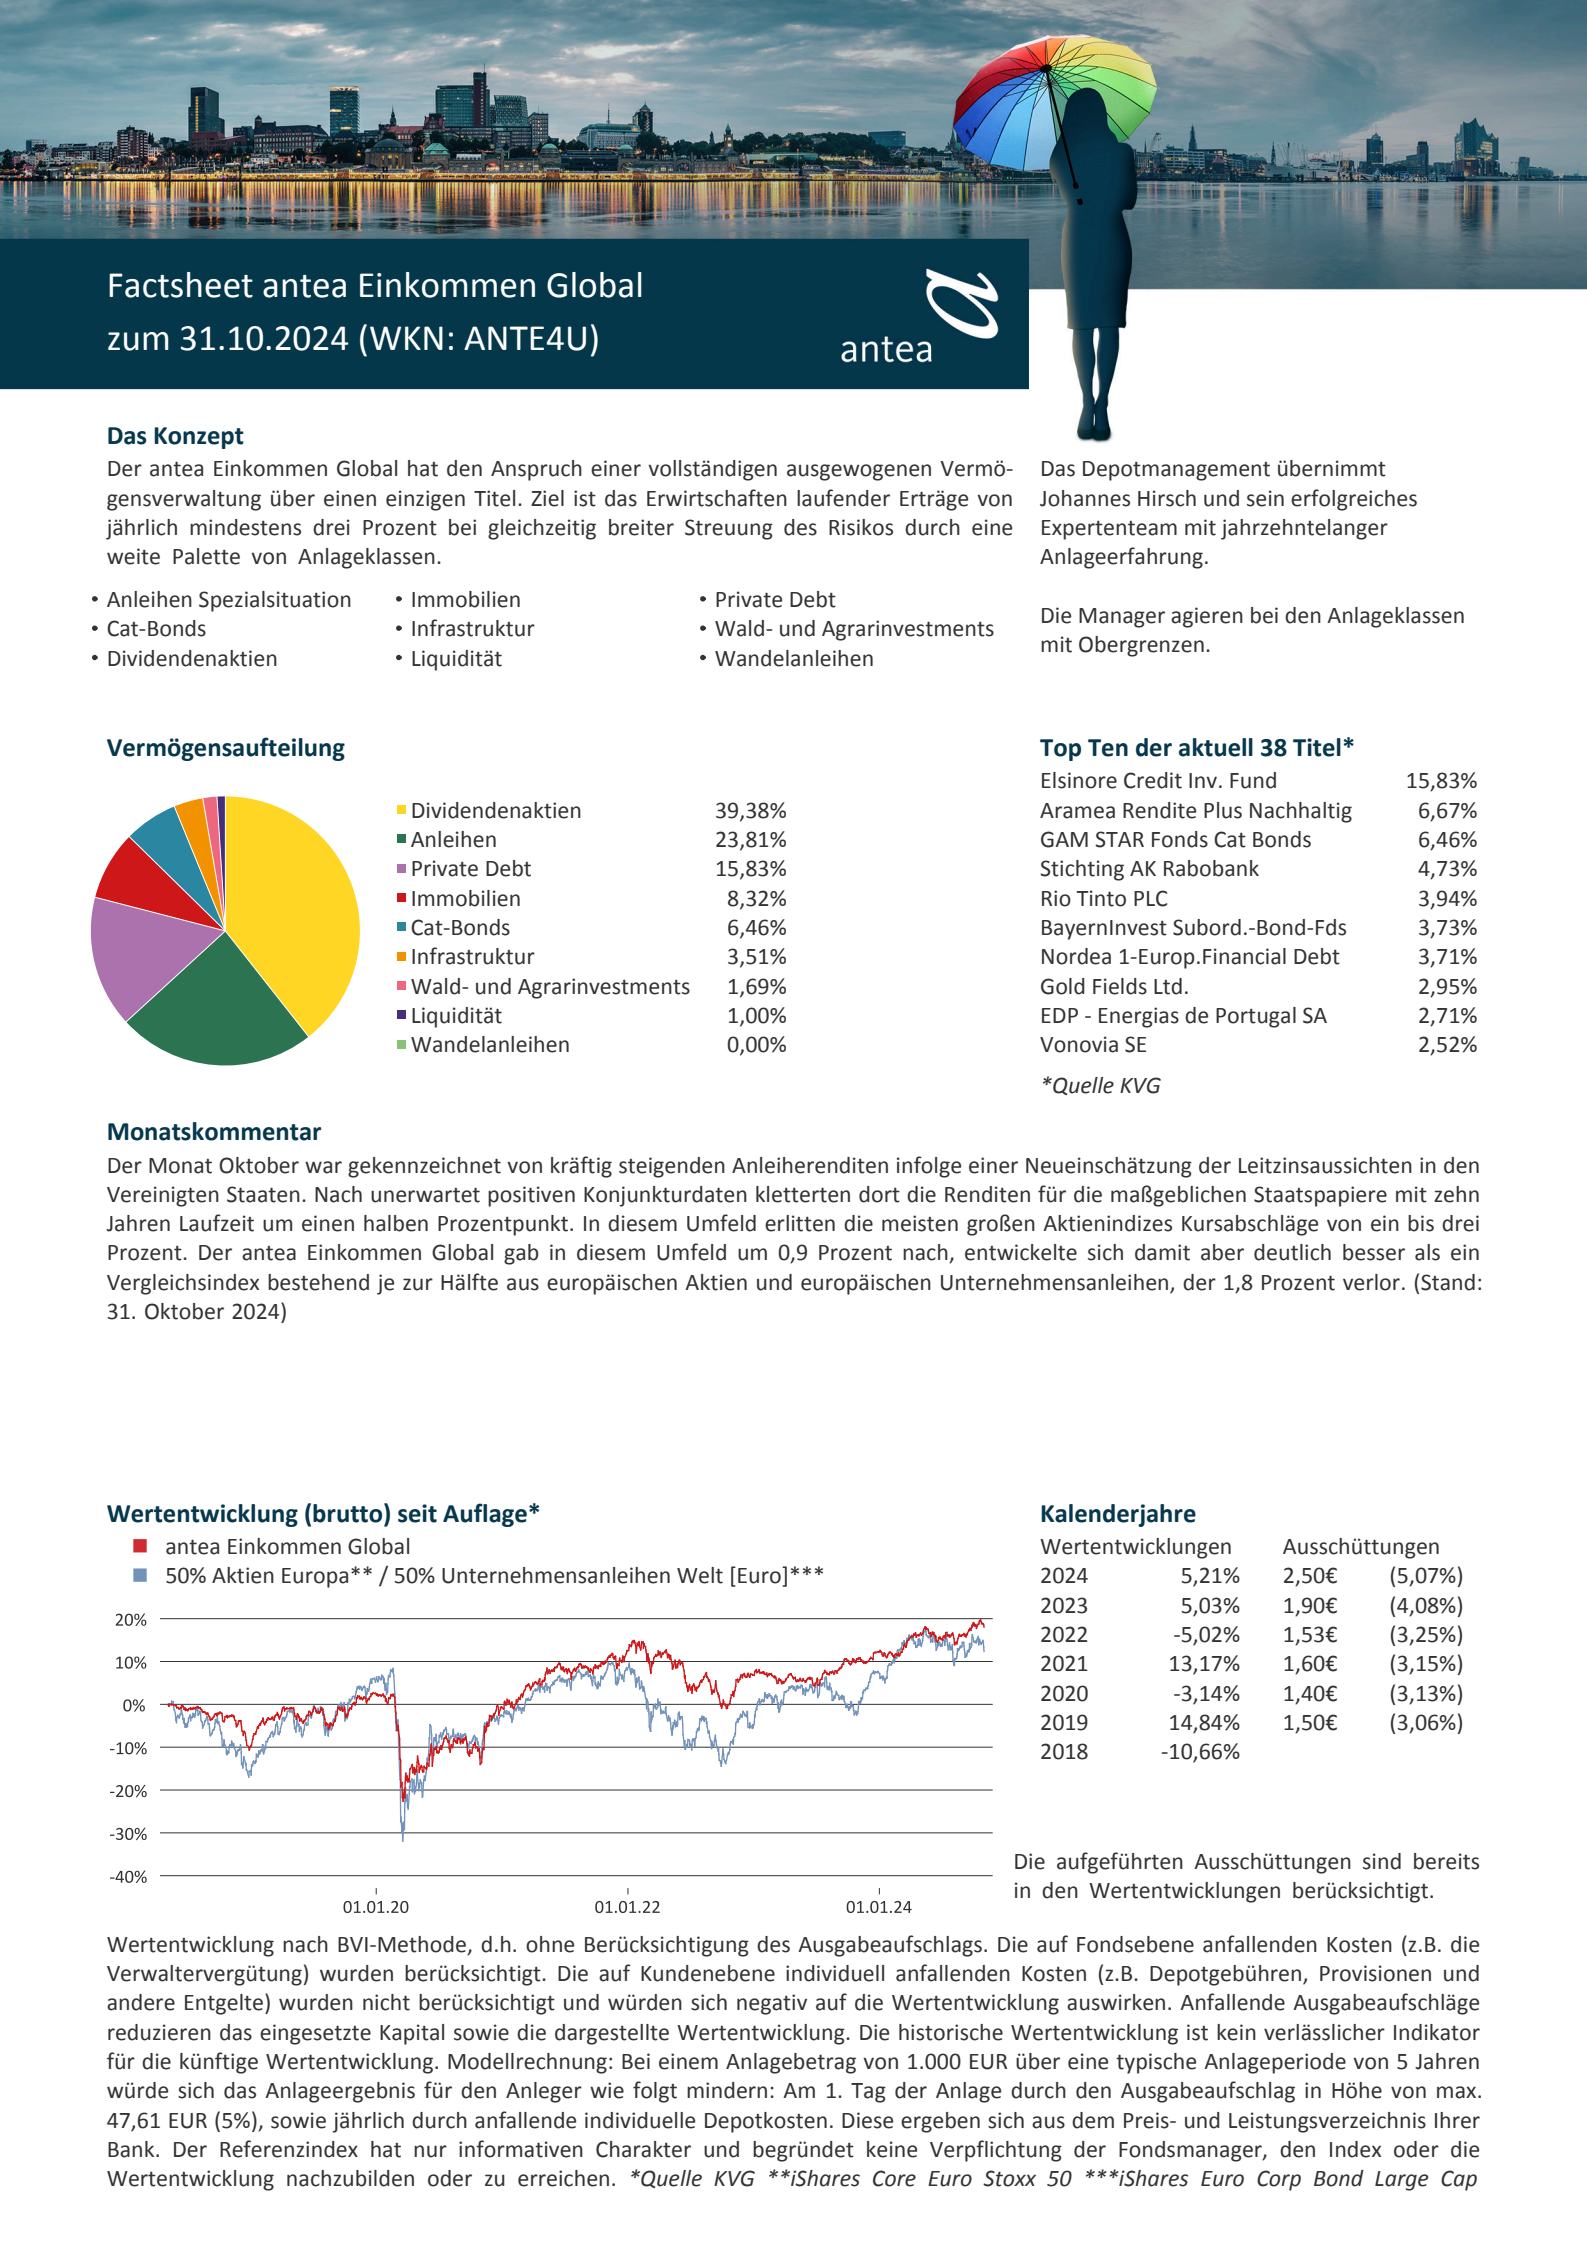 Factsheet antea Einkommen Global
zum 31.10.2024 (WKN: ANTE4U)
antea
Das Konzept
Der antea Einkommen Global hat den Anspruch einer vollständigen ausgewogenen Vermö-
gensverwaltung über einen einzigen Titel. Ziel ist das Erwirtschaften laufender Erträge von
jährlich mindestens drei Prozent bei gleichzeitig breiter Streuung des Risikos durch eine
weite Palette von Anlageklassen.
• Anleihen Spezialsituation
• Cat-Bonds
• Dividendenaktien
• Immobilien
• Infrastruktur
• Liquidität
• Private Debt
• Wald- und Agrarinvestments
• Wandelanleihen
Das Depotmanagement übernimmt
Johannes Hirsch und sein erfolgreiches
Expertenteam mit jahrzehntelanger
Anlageerfahrung.
Die Manager agieren bei den Anlageklassen
mit Obergrenzen.
Vermögensaufteilung
Dividendenaktien 39,38%
Anleihen 23,81%
Private Debt 15,83%
Immobilien 8,32%
Cat-Bonds 6,46%
Infrastruktur 3,51%
Wald- und Agrarinvestments 1,69%
Liquidität 1,00%
Wandelanleihen 0,00%
Top Ten der aktuell 38 Titel*
Elsinore Credit Inv. Fund 15,83%
Aramea Rendite Plus Nachhaltig 6,67%
GAM STAR Fonds Cat Bonds 6,46%
Stichting AK Rabobank 4,73%
Rio Tinto PLC 3,94%
BayernInvest Subord.-Bond-Fds 3,73%
Nordea 1-Europ.Financial Debt 3,71%
Gold Fields Ltd. 2,95%
EDP - Energias de Portugal SA 2,71%
Vonovia SE 2,52%
*Quelle KVG
Monatskommentar
Der Monat Oktober war gekennzeichnet von kräftig steigenden Anleiherenditen infolge einer Neueinschätzung der Leitzinsaussichten in den
Vereinigten Staaten. Nach unerwartet positiven Konjunkturdaten kletterten dort die Renditen für die maßgeblichen Staatspapiere mit zehn
Jahren Laufzeit um einen halben Prozentpunkt. In diesem Umfeld erlitten die meisten großen Aktienindizes Kursabschläge von ein bis drei
Prozent. Der antea Einkommen Global gab in diesem Umfeld um 0,9 Prozent nach, entwickelte sich damit aber deutlich besser als ein
Vergleichsindex bestehend je zur Hälfte aus europäischen Aktien und europäischen Unternehmensanleihen, der 1,8 Prozent verlor. (Stand:
31. Oktober 2024)
Wertentwicklung (brutto) seit Auflage*
antea Einkommen Global
50% Aktien Europa** / 50% Unternehmensanleihen Welt [Euro]***
20%
10%
0%
-10%
-20%
-30%
-40%
01.01.20 01.01.22 01.01.24
Kalenderjahre
Wertentwicklungen Ausschüttungen
2024 5,21% 2,50€ (5,07%)
2023 5,03% 1,90€ (4,08%)
2022 -5,02% 1,53€ (3,25%)
2021 13,17% 1,60€ (3,15%)
2020 -3,14% 1,40€ (3,13%)
2019 14,84% 1,50€ (3,06%)
2018 -10,66%
Die aufgeführten Ausschüttungen sind bereits
in den Wertentwicklungen berücksichtigt.
Wertentwicklung nach BVI-Methode, d.h. ohne Berücksichtigung des Ausgabeaufschlags. Die auf Fondsebene anfallenden Kosten (z.B. die
Verwaltervergütung) wurden berücksichtigt. Die auf Kundenebene individuell anfallenden Kosten (z.B. Depotgebühren, Provisionen und
andere Entgelte) wurden nicht berücksichtigt und würden sich negativ auf die Wertentwicklung auswirken. Anfallende Ausgabeaufschläge
reduzieren das eingesetzte Kapital sowie die dargestellte Wertentwicklung. Die historische Wertentwicklung ist kein verlässlicher Indikator
für die künftige Wertentwicklung. Modellrechnung: Bei einem Anlagebetrag von 1.000 EUR über eine typische Anlageperiode von 5 Jahren
würde sich das Anlageergebnis für den Anleger wie folgt mindern: Am 1. Tag der Anlage durch den Ausgabeaufschlag in Höhe von max.
47,61 EUR (5%), sowie jährlich durch anfallende individuelle Depotkosten. Diese ergeben sich aus dem Preis- und Leistungsverzeichnis Ihrer
Bank. Der Referenzindex hat nur informativen Charakter und begründet keine Verpflichtung der Fondsmanager, den Index oder die
Wertentwicklung nachzubilden oder zu erreichen. *Quelle KVG **iShares Core Euro Stoxx 50 ***iShares Euro Corp Bond Large Cap